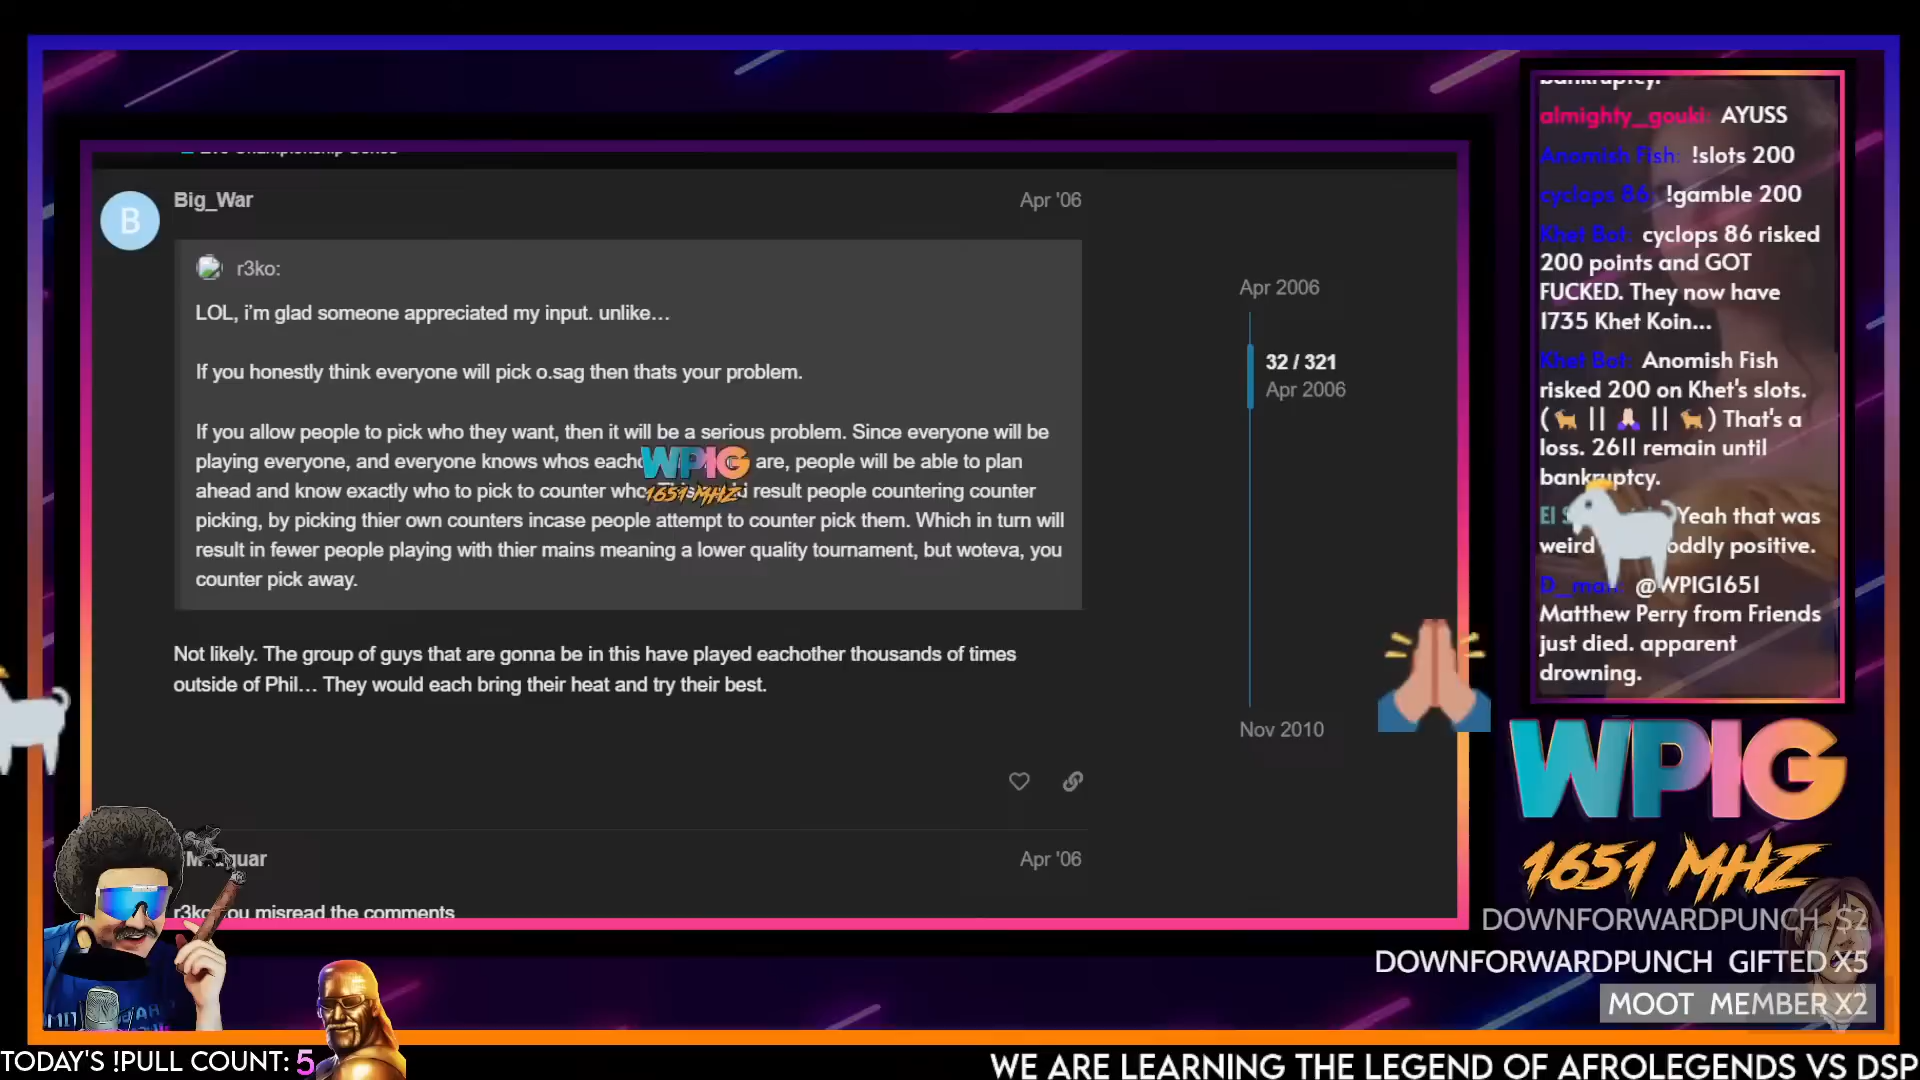 Big_War
Apr '06
B
r3ko:
LOL, i'm glad someone appreciated my input. unlike…
If you honestly think everyone will pick o.sag then thats your problem.
If you allow people to pick who they want, then it will be a serious problem. Since everyone will be
playing everyone, and everyone knows whos are, people will be able to plan
ahead and know exactly who to pick to counter result people countering counter
picking, by picking thier own counters incase people attempt to counter pick them. Which in turn will
result in fewer people playing with thier mains meaning a lower quality tournament, but woteva, you
counter pick away.
WPIG
1651 MHZ
Not likely. The group of guys that are gonna be in this have played eachother thousands of times
outside of Phil… They would each bring their heat and try their best.
Apr '06
r3ko you misread the comments
Apr 2006
32 / 321
Apr 2006
Nov 2010
bankruptcy.
almighty_gouki: AYUSS
Anomish Fish: !slots 200
cyclops 86: !gamble 200
Khet Bot: cyclops 86 risked
200 points and GOT
FUCKED. They now have
1735 Khet Koin...
Khet Bot: Anomish Fish
risked 200 on Khet's slots.
( 🐐 || 🙏 || 🐐 ) That's a
loss. 2611 remain until
bankruptcy.
El Yeah that was
weird oddly positive.
@WPIG1651
Matthew Perry from Friends
just died. apparent
drowning.
WPIG
1651 MHZ
DOWNFORWARDPUNCH $2
DOWNFORWARDPUNCH GIFTED X5
MOOT MEMBER X2
TODAY'S !PULL COUNT: 5
WE ARE LEARNING THE LEGEND OF AFROLEGENDS VS DSP